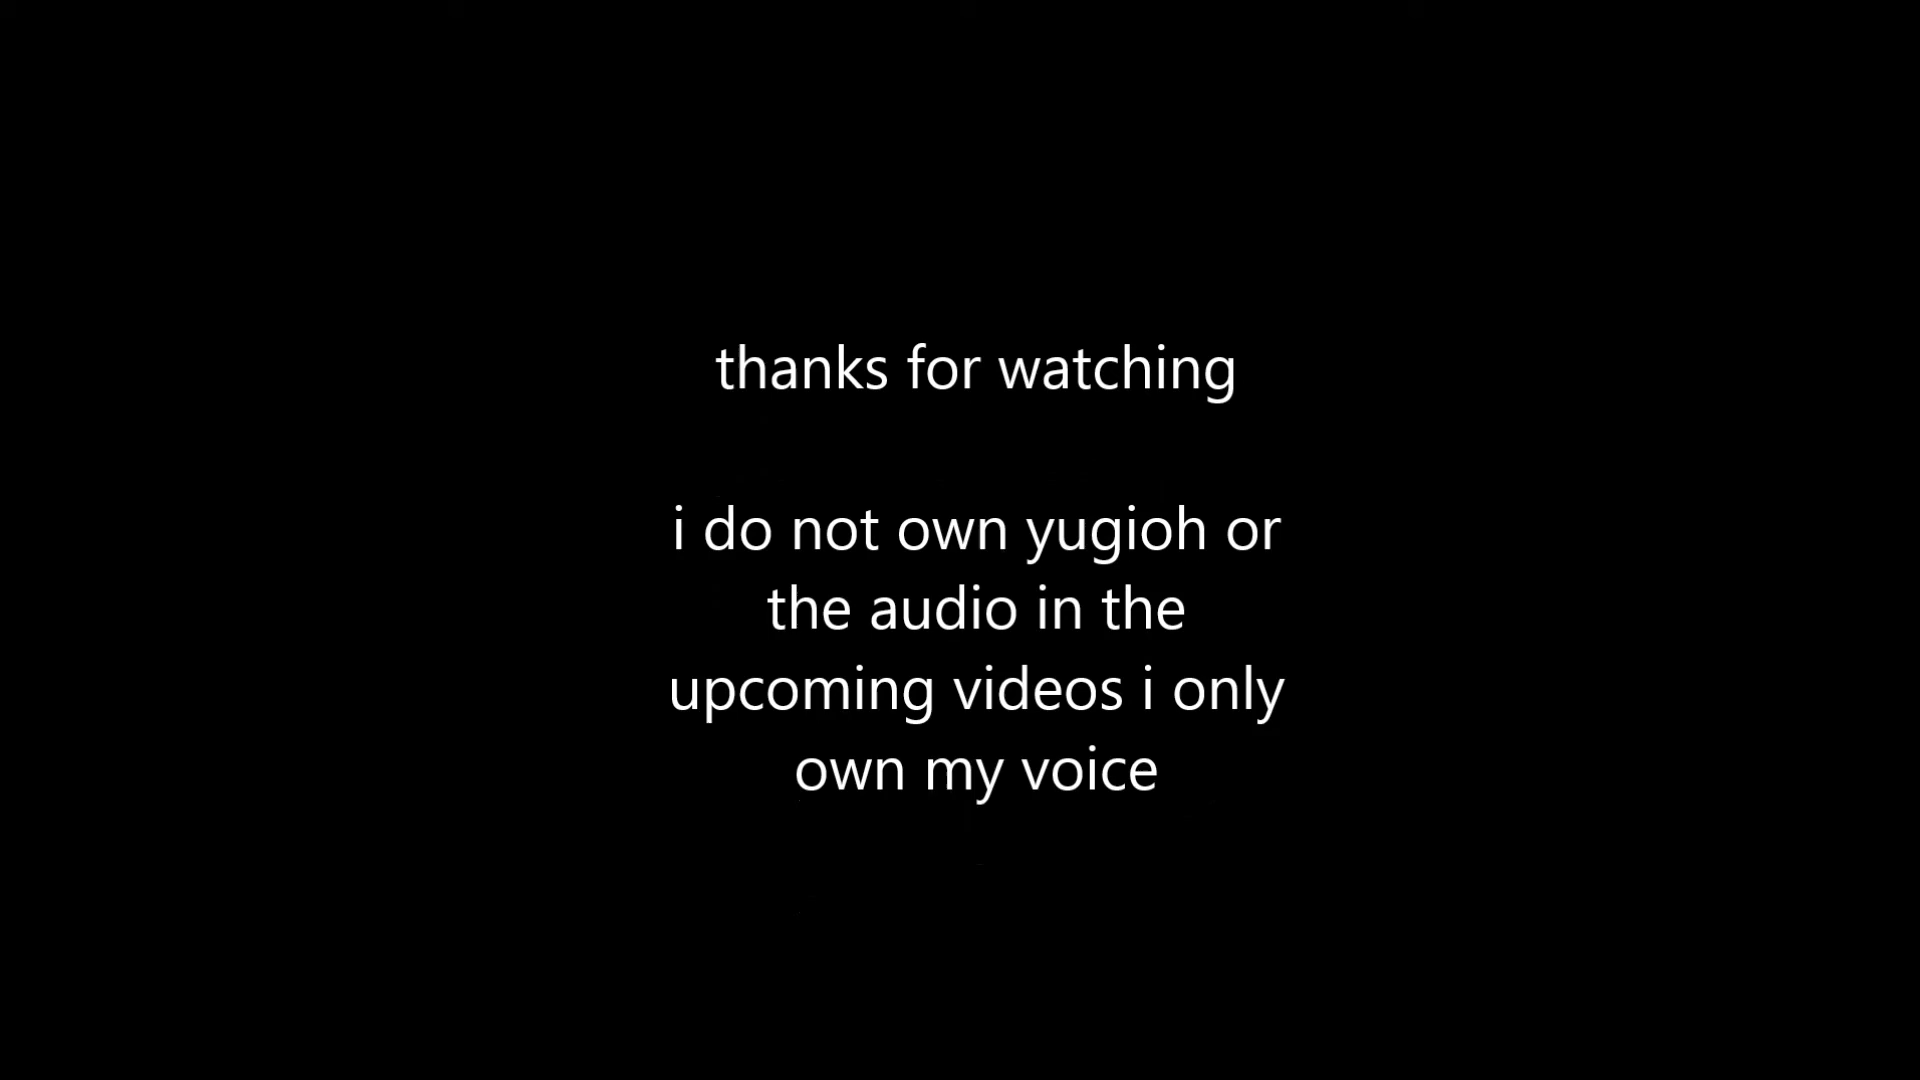 thanks for watching
i do not own yugioh or
the audio in the
upcoming videos i only
own my voice